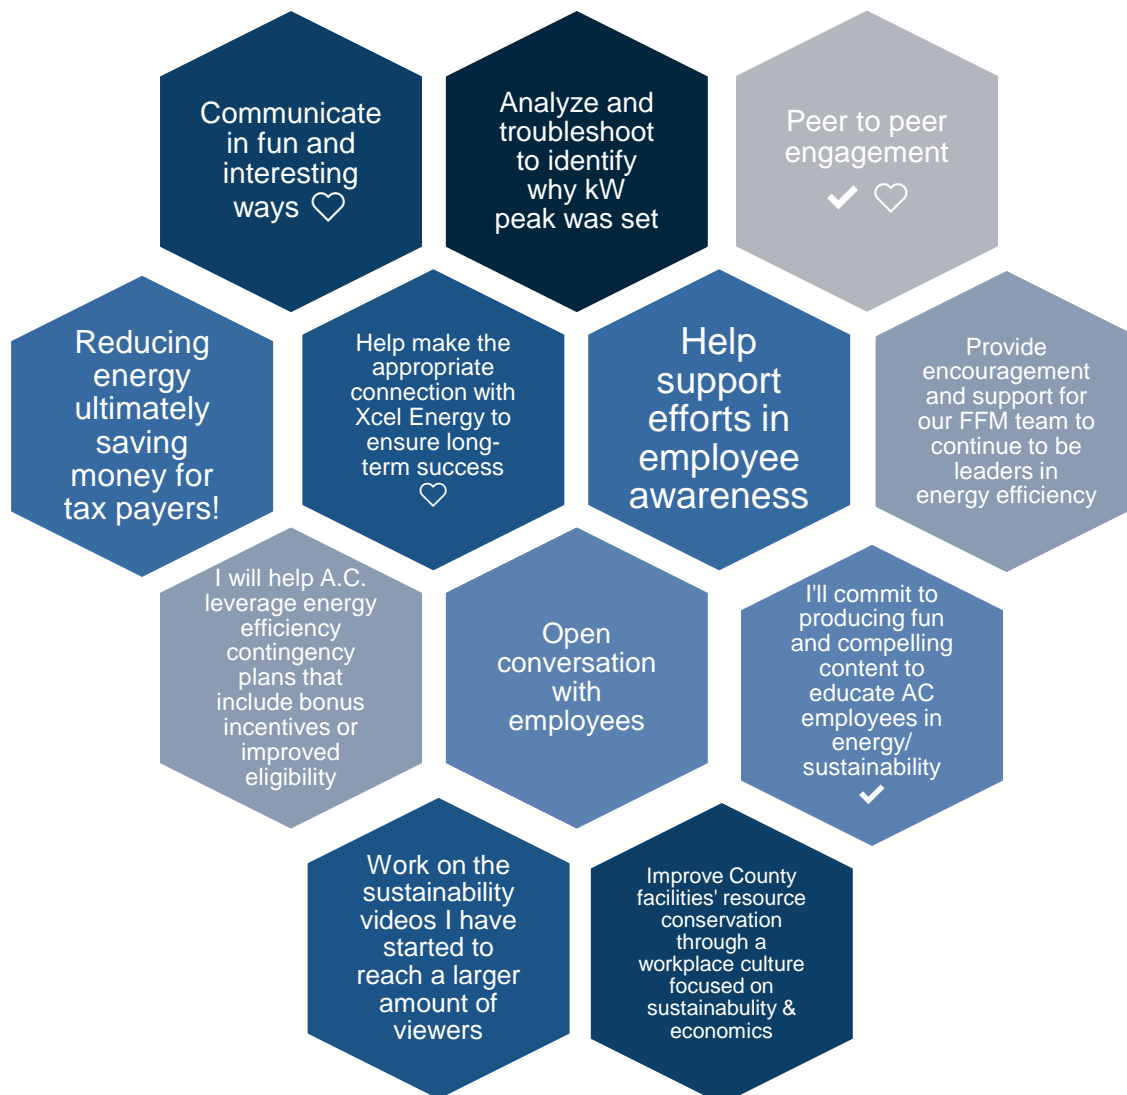 Communicate
in fun and
interesting
ways ♡
Analyze and
troubleshoot
to identify
why kW
peak was set
Peer to peer
engagement
✔ ♡
Reducing
energy
ultimately
saving
money for
tax payers!
Help make the
appropriate
connection with
Xcel Energy to
ensure long-
term success
♡
Help
support
efforts in
employee
awareness
Provide
encouragement
and support for
our FFM team to
continue to be
leaders in
energy efficiency
I will help A.C.
leverage energy
efficiency
contingency
plans that
include bonus
incentives or
improved
eligibility
Open
conversation
with
employees
I'll commit to
producing fun
and compelling
content to
educate AC
employees in
energy/
sustainability
✔
Work on the
sustainability
videos I have
started to
reach a larger
amount of
viewers
Improve County
facilities' resource
conservation
through a
workplace culture
focused on
sustainabulity &
economics